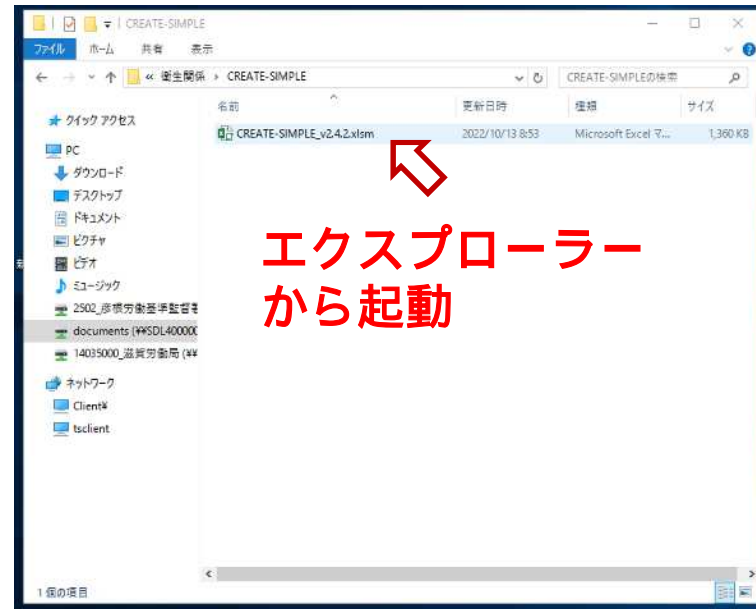 CREATE-SIMPLE
ファイル ホーム 共有 表示
« 衛生関係 › CREATE-SIMPLE
CREATE-SIMPLEの検索
名前 更新日時 種類 サイズ
CREATE-SIMPLE_v2.4.2.xlsm 2022/10/13 8:53 Microsoft Excel マ... 1,360 KB
クイック アクセス
PC
ダウンロード
デスクトップ
ドキュメント
ピクチャ
ビデオ
ミュージック
2502_彦根労働基準監督署
documents (¥¥SDL400000
14035000_滋賀労働局 (¥¥
ネットワーク
Client¥
tsclient
エクスプローラー
から起動
1 個の項目